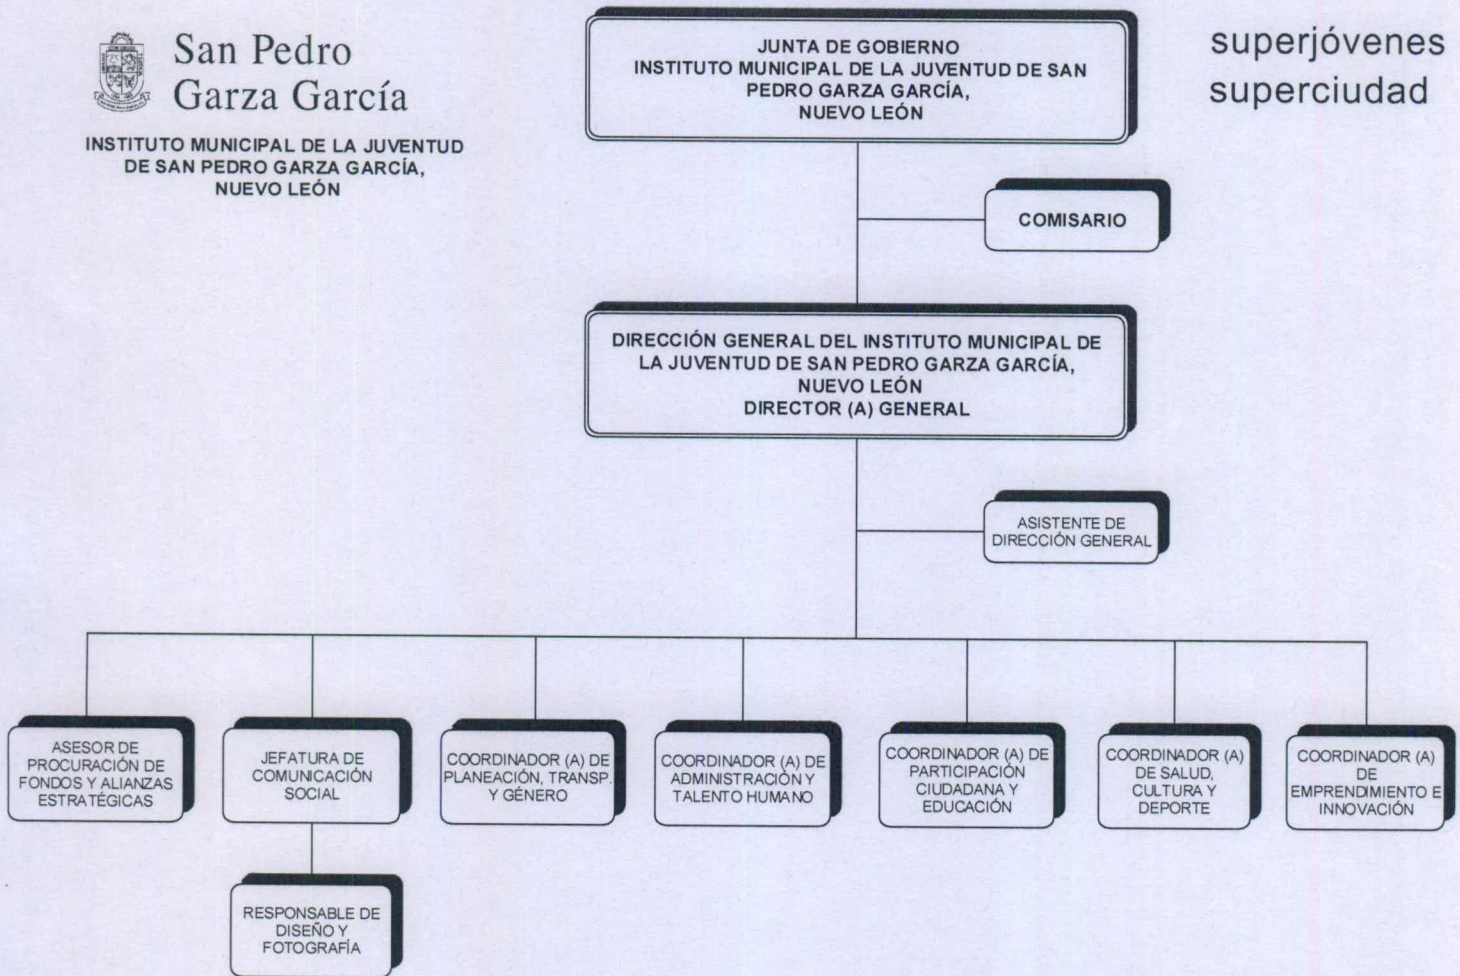 San Pedro
Garza García
INSTITUTO MUNICIPAL DE LA JUVENTUD
DE SAN PEDRO GARZA GARCÍA,
NUEVO LEÓN
JUNTA DE GOBIERNO
INSTITUTO MUNICIPAL DE LA JUVENTUD DE SAN
PEDRO GARZA GARCÍA,
NUEVO LEÓN
superjóvenes
superciudad
COMISARIO
DIRECCIÓN GENERAL DEL INSTITUTO MUNICIPAL DE
LA JUVENTUD DE SAN PEDRO GARZA GARCÍA,
NUEVO LEÓN
DIRECTOR (A) GENERAL
ASISTENTE DE
DIRECCIÓN GENERAL
ASESOR DE
PROCURACIÓN DE
FONDOS Y ALIANZAS
ESTRATÉGICAS
JEFATURA DE
COMUNICACIÓN
SOCIAL
COORDINADOR (A) DE
PLANEACIÓN, TRANSP.
Y GÉNERO
COORDINADOR (A) DE
ADMINISTRACIÓN Y
TALENTO HUMANO
COORDINADOR (A) DE
PARTICIPACIÓN
CIUDADANA Y
EDUCACIÓN
COORDINADOR (A)
DE SALUD,
CULTURA Y
DEPORTE
COORDINADOR (A)
DE
EMPRENDIMIENTO E
INNOVACIÓN
RESPONSABLE DE
DISEÑO Y
FOTOGRAFÍA